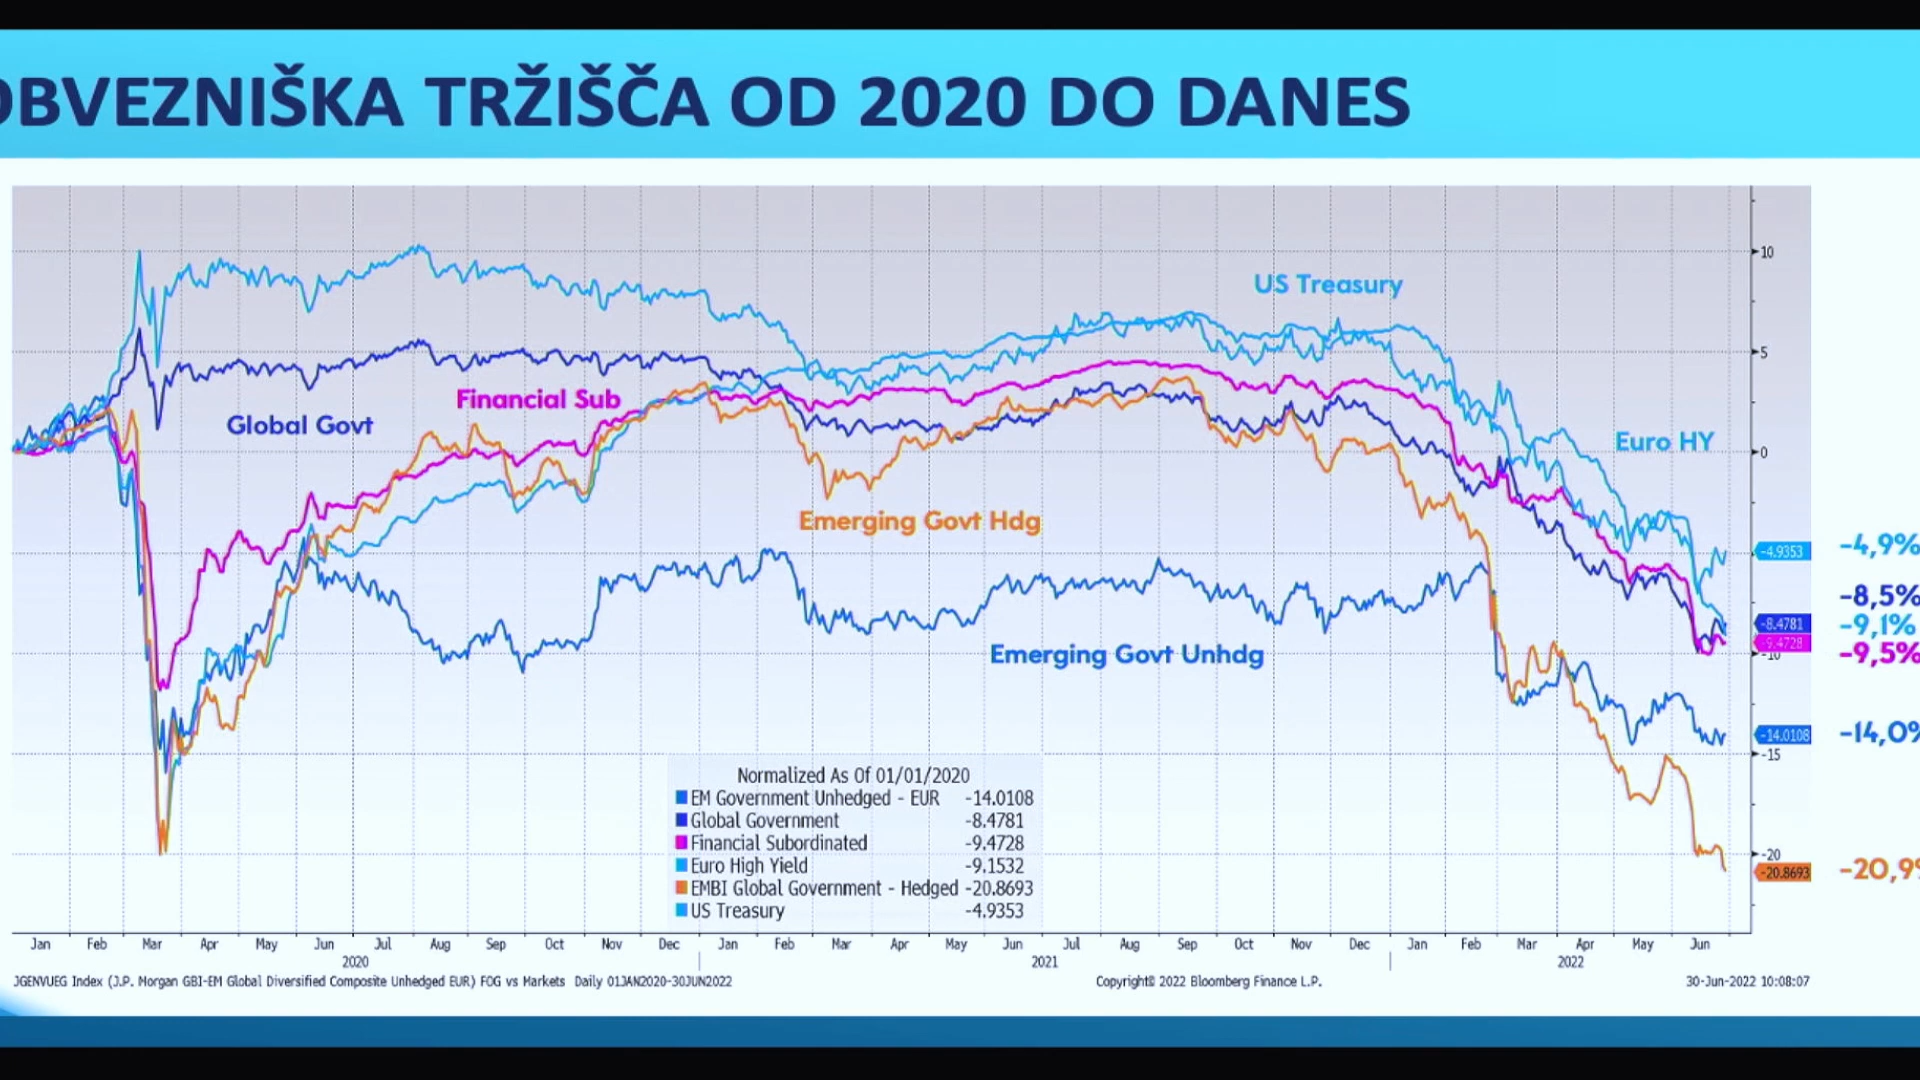 OBVEZNIŠKA TRŽIŠČA OD 2020 DO DANES
US Treasury
Financial Sub
Global Govt
Euro HY
Emerging Govt Hdg
Emerging Govt Unhdg
10
5
0
-4.9353
-8.4781
-9.4728
-10
-14.0108
-15
-20
-20.8693
-4,9%
-8,5%
-9,1%
-9,5%
-14,0%
-20,9%
Normalized As Of 01/01/2020
EM Government Unhedged - EUR -14.0108
Global Government -8.4781
Financial Subordinated -9.4728
Euro High Yield -9.1532
EMBI Global Government - Hedged -20.8693
US Treasury -4.9353
Jan Feb Mar Apr May Jun Jul Aug Sep Oct Nov Dec Jan Feb Mar Apr May Jun Jul Aug Sep Oct Nov Dec Jan Feb Mar Apr May Jun
2020 2021 2022
JGENVUEG Index (J.P. Morgan GBI-EM Global Diversified Composite Unhedged EUR) FOG vs Markets Daily 01JAN2020-30JUN2022 Copyright© 2022 Bloomberg Finance L.P. 30-Jun-2022 10:08:07